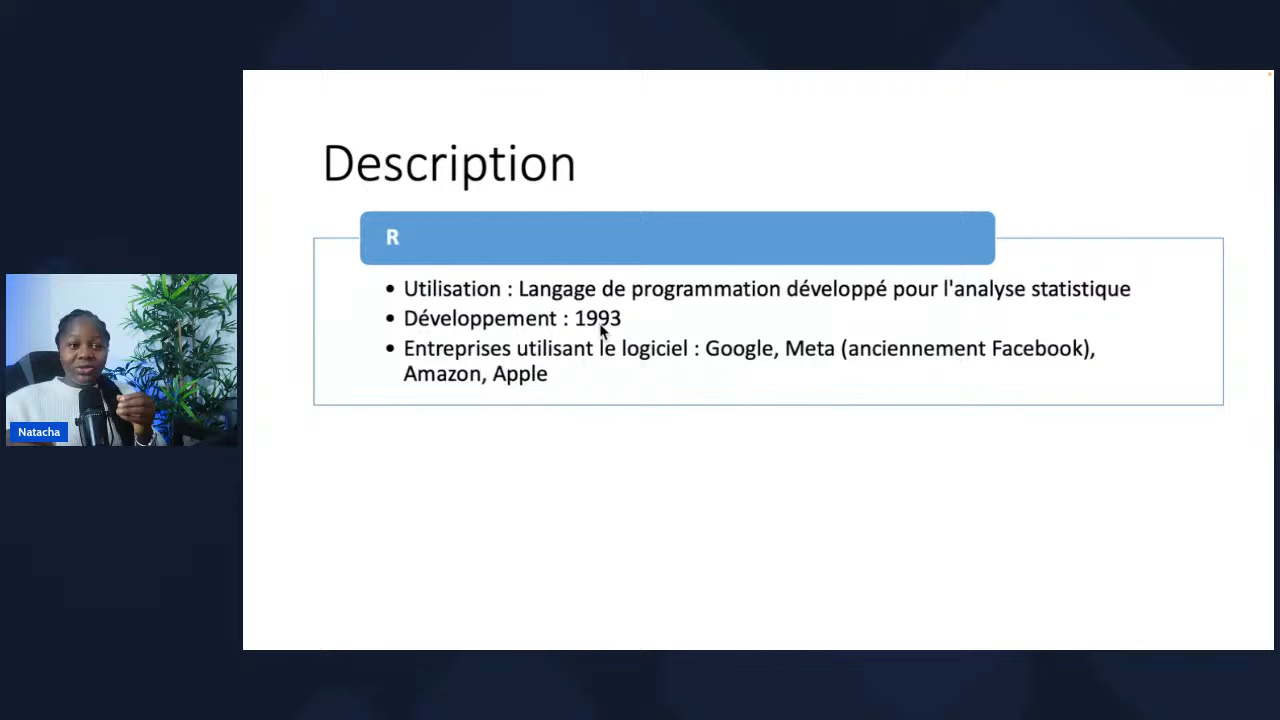 Description
R
• Utilisation : Langage de programmation développé pour l'analyse statistique
• Développement : 1993
• Entreprises utilisant le logiciel : Google, Meta (anciennement Facebook),
Amazon, Apple
Natacha